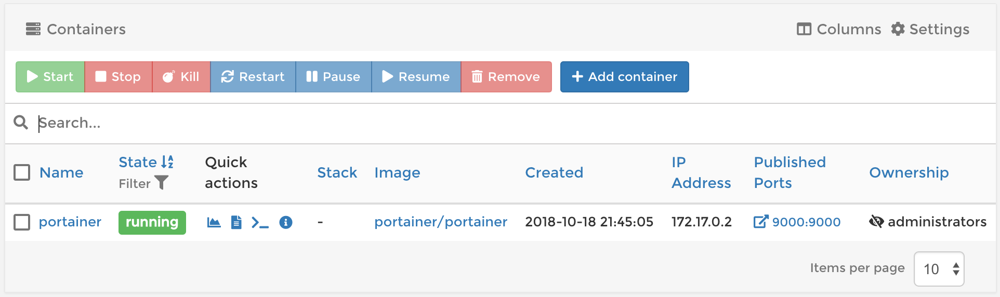 Containers Columns Settings
Start Stop Kill Restart Pause Resume Remove Add container
Search...
Name State Filter Quick actions Stack Image Created IP Address Published Ports Ownership
portainer running - portainer/portainer 2018-10-18 21:45:05 172.17.0.2 9000:9000 administrators
Items per page 10